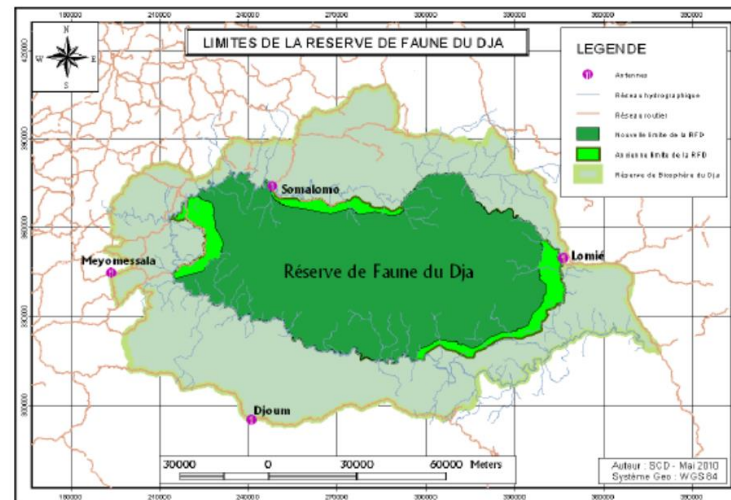 LIMITES DE LA RESERVE DE FAUNE DU DJA
N
W E
S
LEGENDE
Antennes
Réseau hydrographique
Réseau routier
Nouvelle limite de la RFD
Ancienne limite de la RFD
Réserve de Biosphère du Dja
Somalomo
Meyomessala
Lomié
Réserve de Faune du Dja
Djoum
30000 0 30000 60000 Meters
Auteur : SCD - Mai 2010
Système Geo : WGS 84